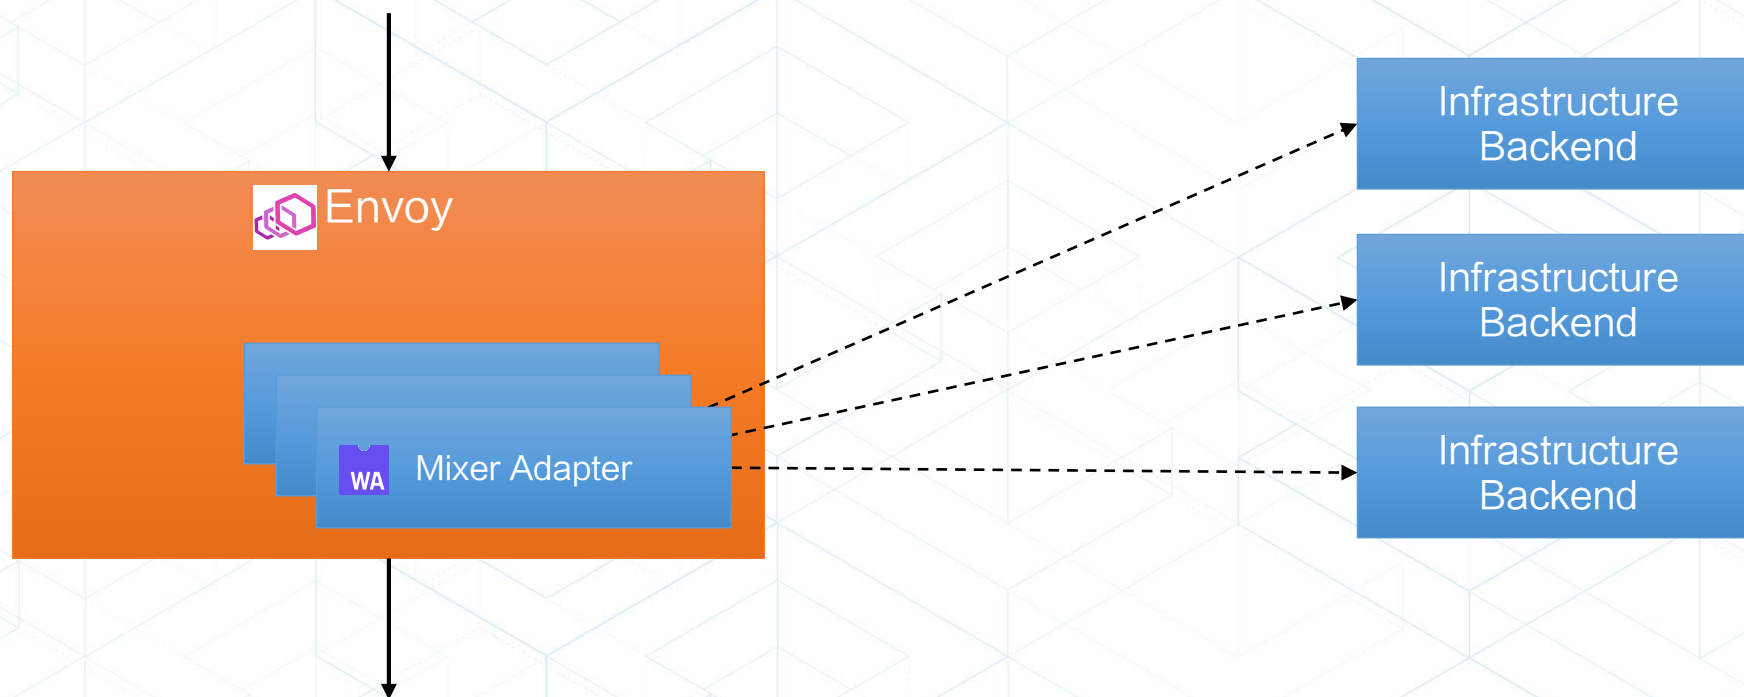 Envoy
WA
Mixer Adapter
Infrastructure
Backend
Infrastructure
Backend
Infrastructure
Backend